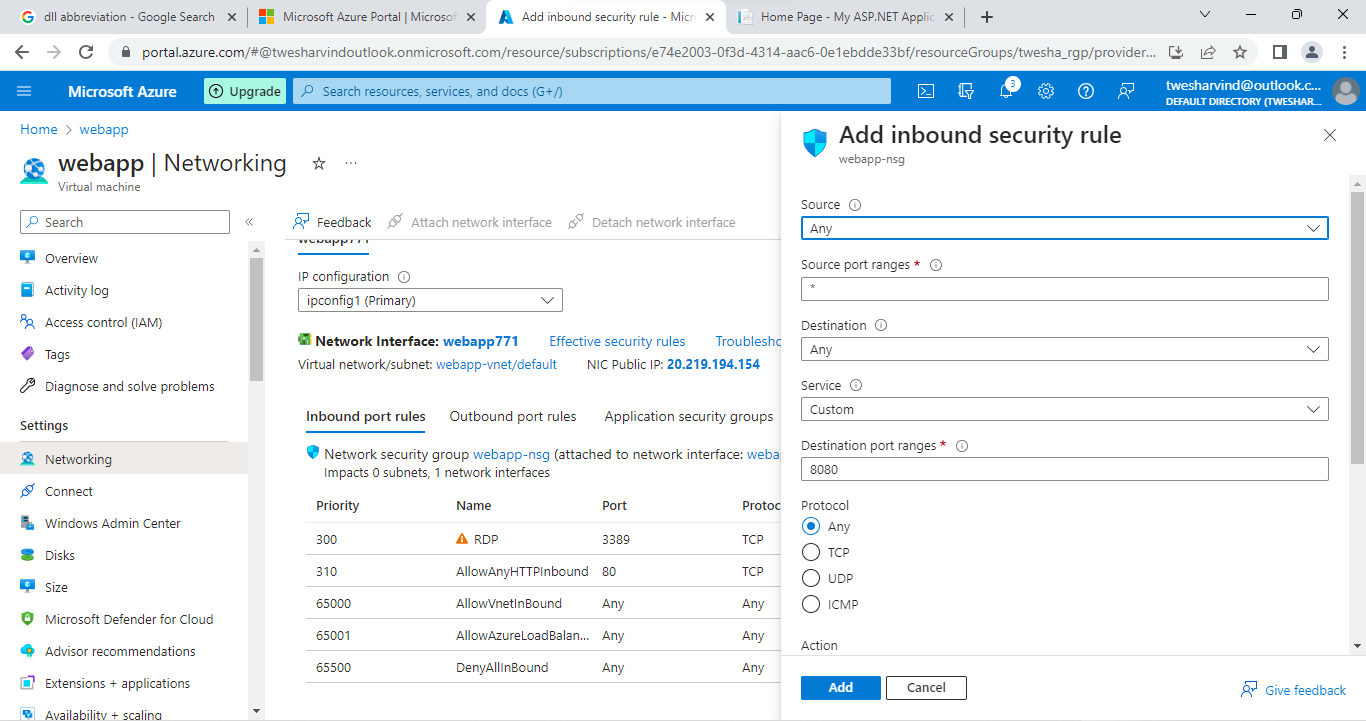 dll abbreviation - Google Search
Microsoft Azure Portal | Microsof
Add inbound security rule - Micr
Home Page - My ASP.NET Applic
portal.azure.com/#@twesharvindoutlook.onmicrosoft.com/resource/subscriptions/e74e2003-0f3d-4314-aac6-0e1ebdde33bf/resourceGroups/twesha_rgp/provider...
Microsoft Azure
Upgrade
Search resources, services, and docs (G+/)
3
twesharvind@outlook.c...
DEFAULT DIRECTORY (TWESHAR...
Home > webapp
webapp | Networking
Virtual machine
Search
Overview
Activity log
Access control (IAM)
Tags
Diagnose and solve problems
Settings
Networking
Connect
Windows Admin Center
Disks
Size
Microsoft Defender for Cloud
Advisor recommendations
Extensions + applications
Availability + scaling
Feedback
Attach network interface
Detach network interface
webapp771
IP configuration
ipconfig1 (Primary)
Network Interface: webapp771
Effective security rules
Troublesho
Virtual network/subnet: webapp-vnet/default
NIC Public IP: 20.219.194.154
Inbound port rules
Outbound port rules
Application security groups
Network security group webapp-nsg (attached to network interface: weba
Impacts 0 subnets, 1 network interfaces
Priority Name Port Protoc
300 RDP 3389 TCP
310 AllowAnyHTTPInbound 80 TCP
65000 AllowVnetInBound Any Any
65001 AllowAzureLoadBalan... Any Any
65500 DenyAllInBound Any Any
Add inbound security rule
webapp-nsg
Source
Any
Source port ranges *
*
Destination
Any
Service
Custom
Destination port ranges *
8080
Protocol
Any
TCP
UDP
ICMP
Action
Add
Cancel
Give feedback